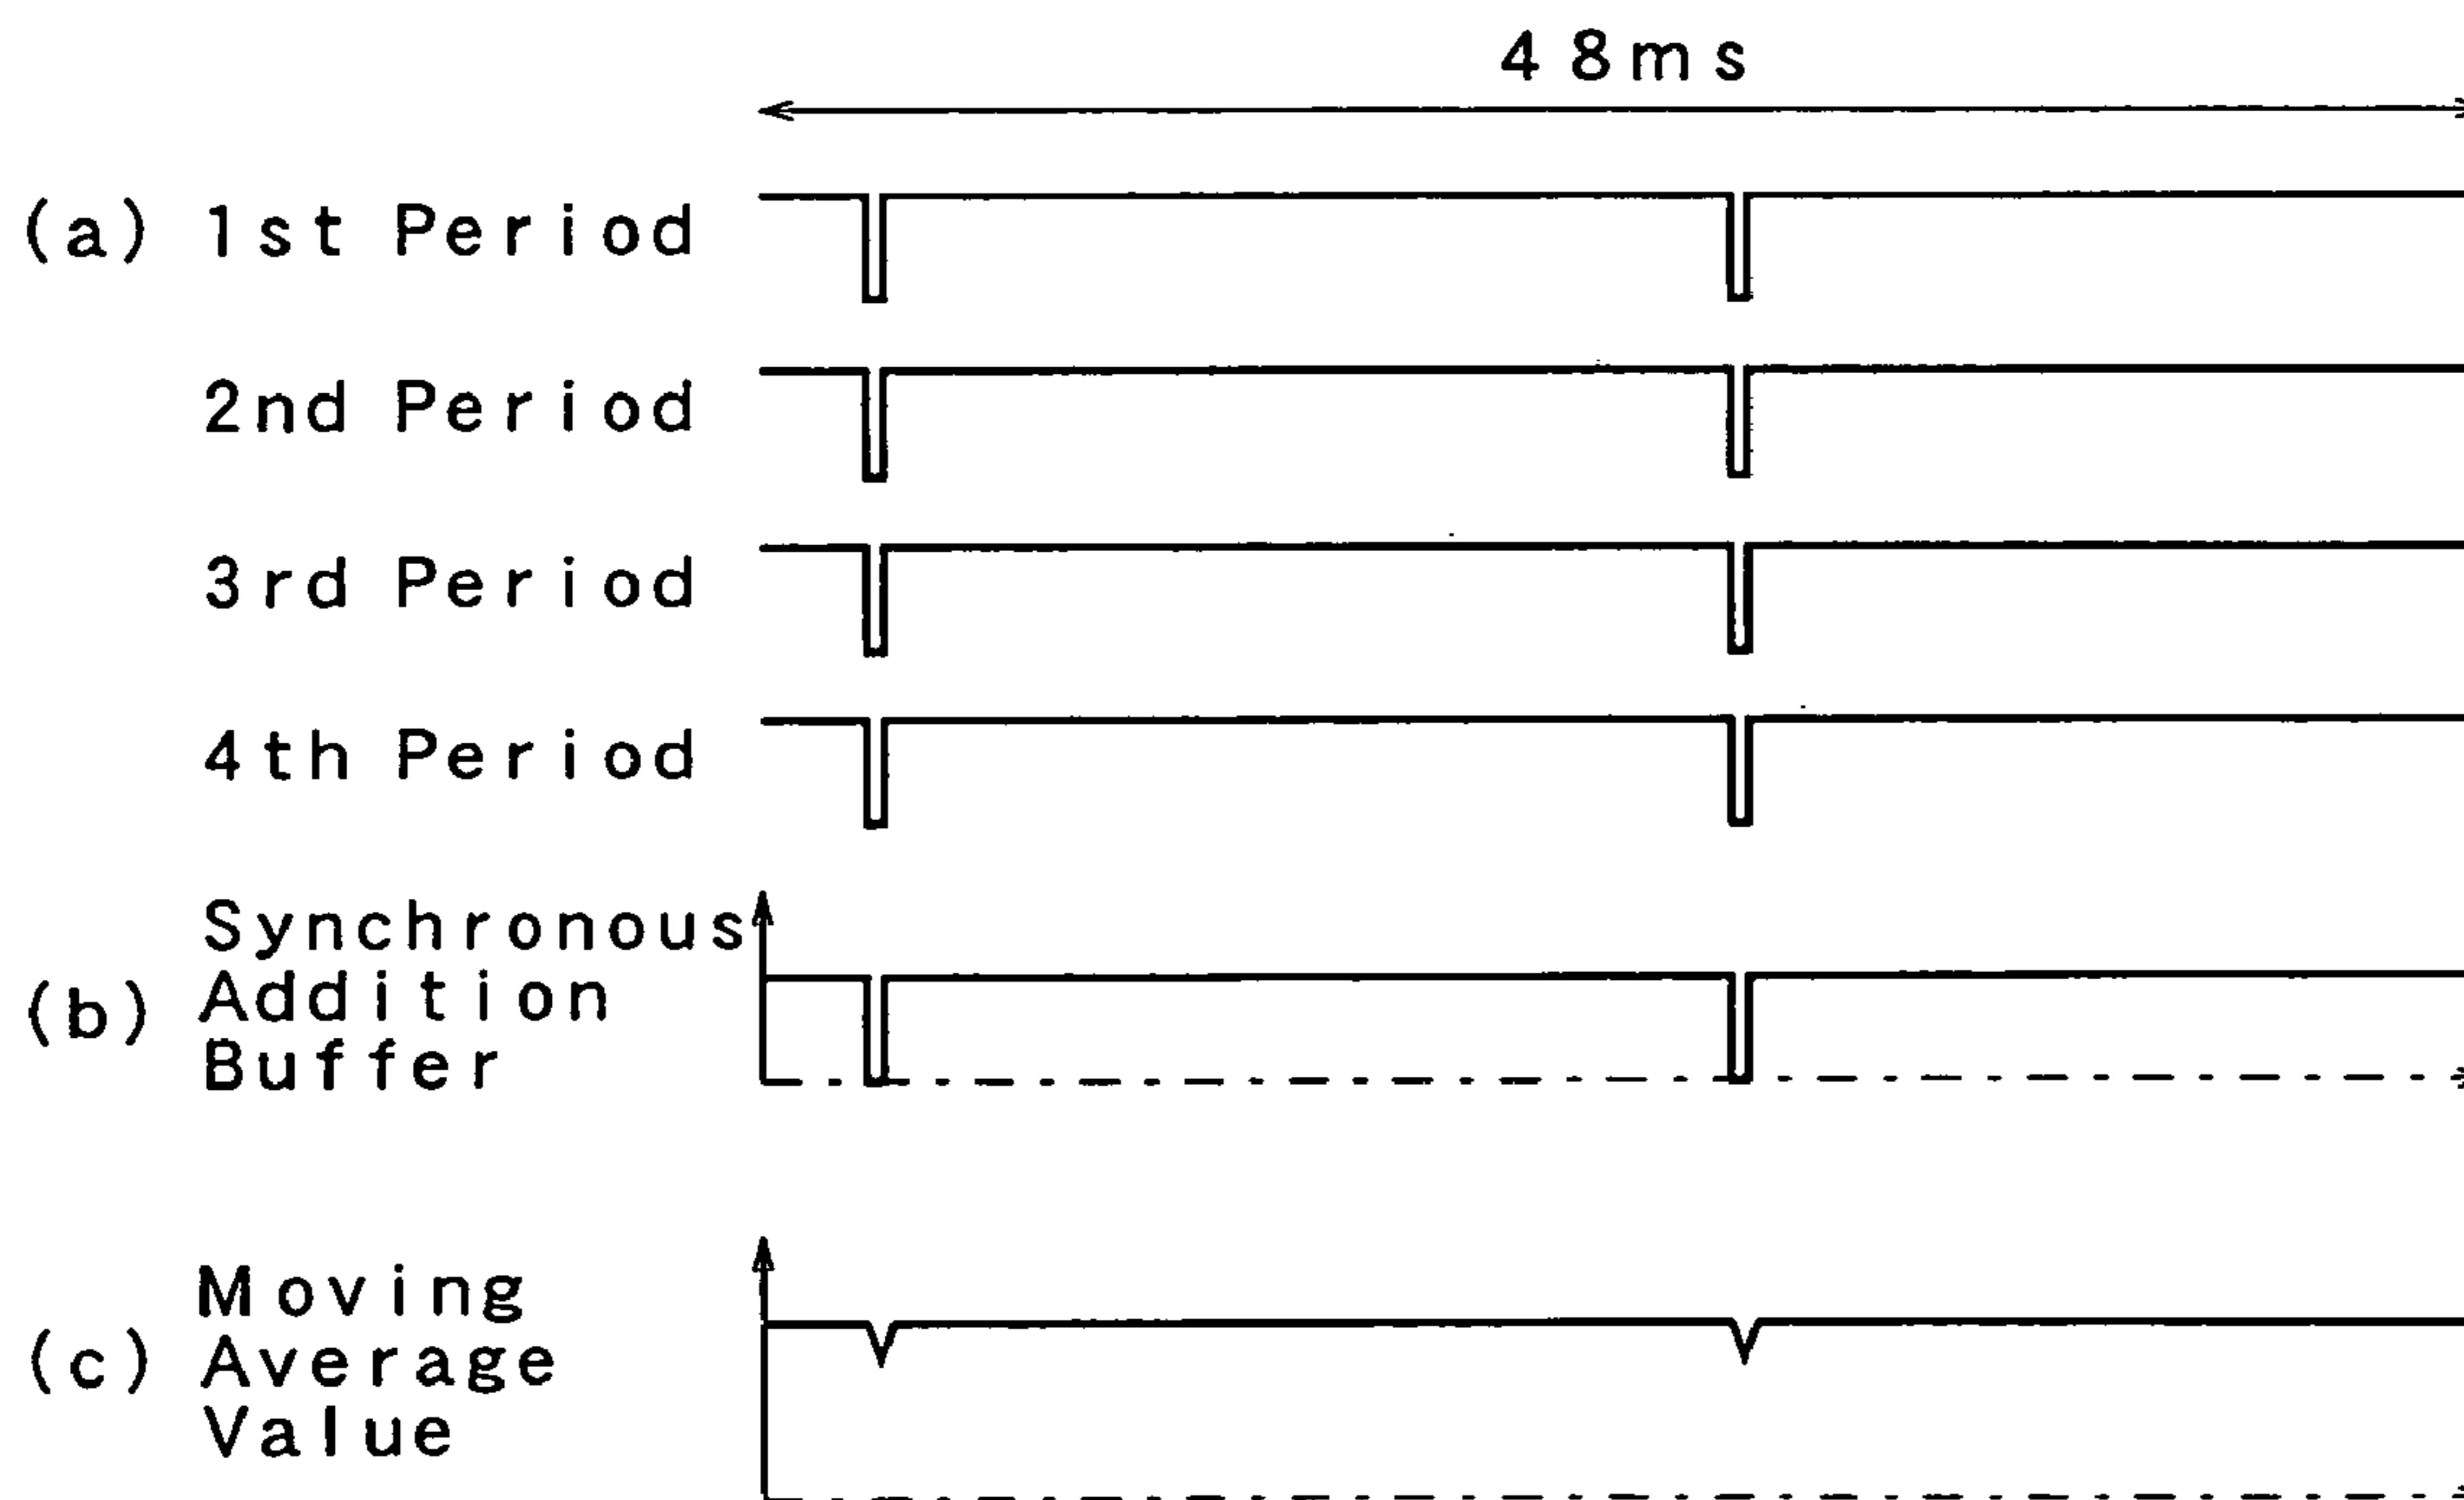 48ms
(a) 1st Period
2nd Period
3rd Period
4th Period
Synchronous
(b) Addition
Buffer
Moving
(c) Average
Value